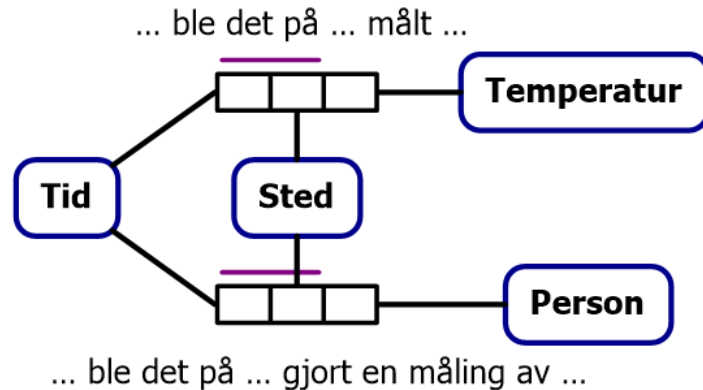 ... ble det på ... målt ...
Temperatur
Tid
Sted
Person
... ble det på ... gjort en måling av ...